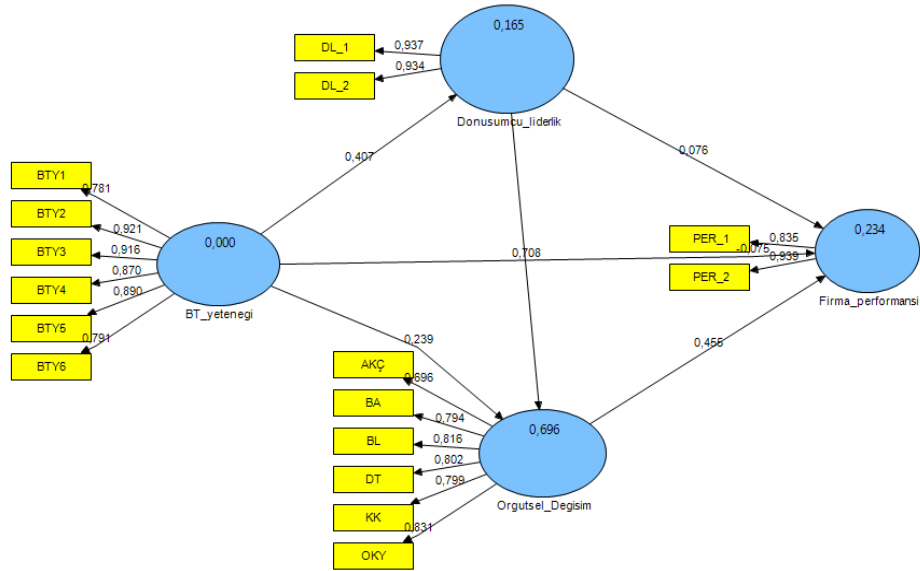 0,165
DL_1
0,937
DL_2
0,934
Donusumcu_liderlik
0,407
0,076
BTY1
0,781
BTY2
0,921
BTY3
0,916
BTY4
0,870
BTY5
0,890
BTY6
0,791
0,000
BT_yetenegi
0,708
PER_1
0,835
-0,075
PER_2
0,939
0,234
Firma_performansi
0,239
0,455
AKÇ
0,696
BA
0,794
BL
0,816
DT
0,802
KK
0,799
OKY
0,831
0,696
Orgutsel_Degisim